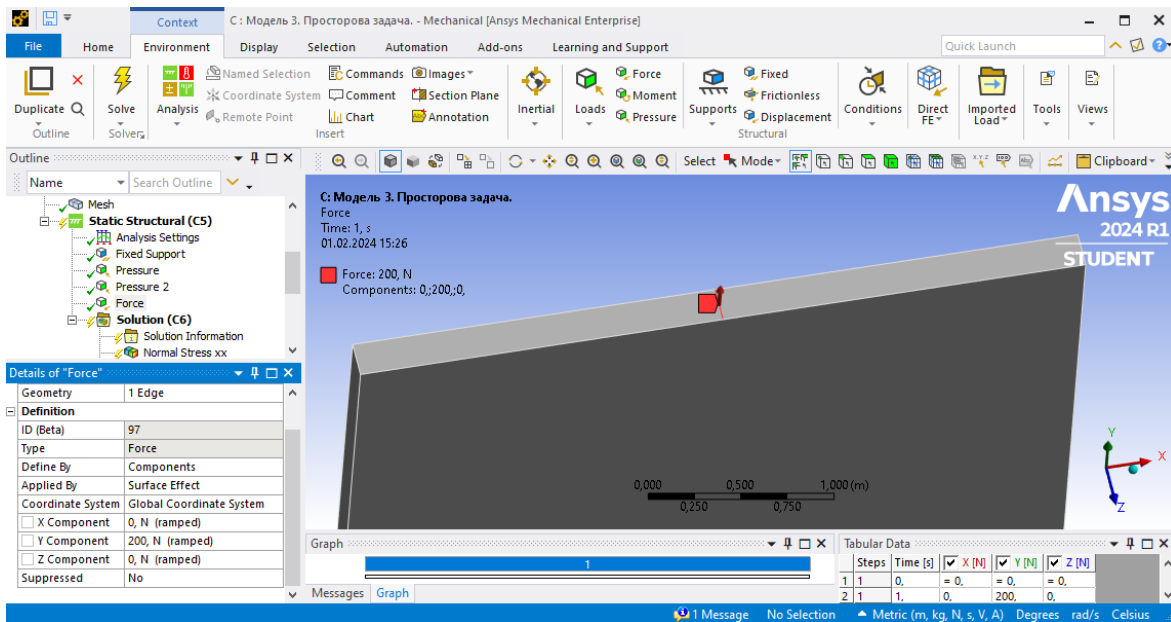 Context
C : Модель 3. Просторова задача. - Mechanical [Ansys Mechanical Enterprise]
File Home Environment Display Selection Automation Add-ons Learning and Support Quick Launch
Named Selection Commands Images Force Fixed
Coordinate System Comment Section Plane Moment Frictionless
Remote Point Chart Annotation Pressure Displacement
Duplicate Q Solve Analysis Inertial Loads Supports Conditions Direct FE Imported Load Tools Views
Outline Solver Insert Structural
Outline
Name Search Outline
Select Mode Clipboard
Mesh
Static Structural (C5)
Analysis Settings
Fixed Support
Pressure
Pressure 2
Force
Solution (C6)
Solution Information
Normal Stress xx
C: Модель 3. Просторова задача.
Force
Time: 1, s
01.02.2024 15:26
Force: 200, N
Components: 0,;200,;0,
Ansys
2024 R1
STUDENT
0,000 0,500 1,000 (m)
0,250 0,750
Y
X
Z
Details of "Force"
Geometry 1 Edge
Definition
ID (Beta) 97
Type Force
Define By Components
Applied By Surface Effect
Coordinate System Global Coordinate System
X Component 0, N (ramped)
Y Component 200, N (ramped)
Z Component 0, N (ramped)
Suppressed No
Graph
1
Messages Graph
Tabular Data
Steps Time [s] X [N] Y [N] Z [N]
1 1 0, = 0, = 0, = 0,
2 1 1, 0, 200, 0,
1 Message No Selection Metric (m, kg, N, s, V, A) Degrees rad/s Celsius